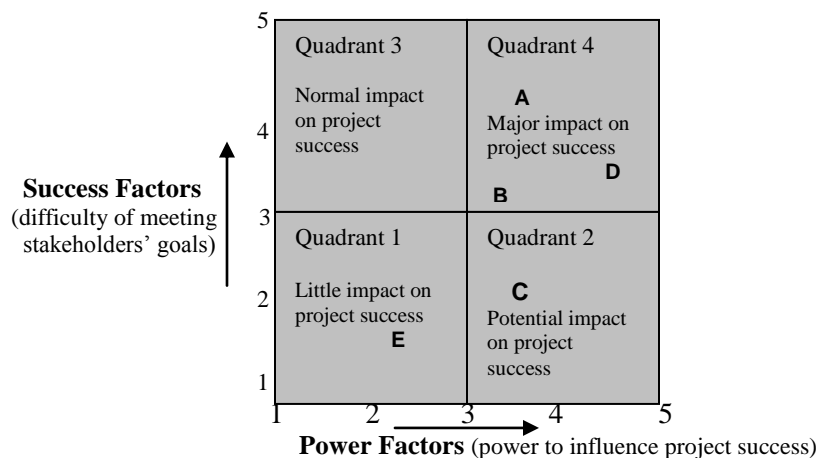 5
Quadrant 3
Quadrant 4
Normal impact
on project
success
A
Major impact on
project success
4
D
B
Success Factors
(difficulty of meeting
stakeholders’ goals)
3
Quadrant 1
Quadrant 2
Little impact on
project success
E
C
Potential impact
on project
success
2
1
1 2 3 4 5
Power Factors (power to influence project success)